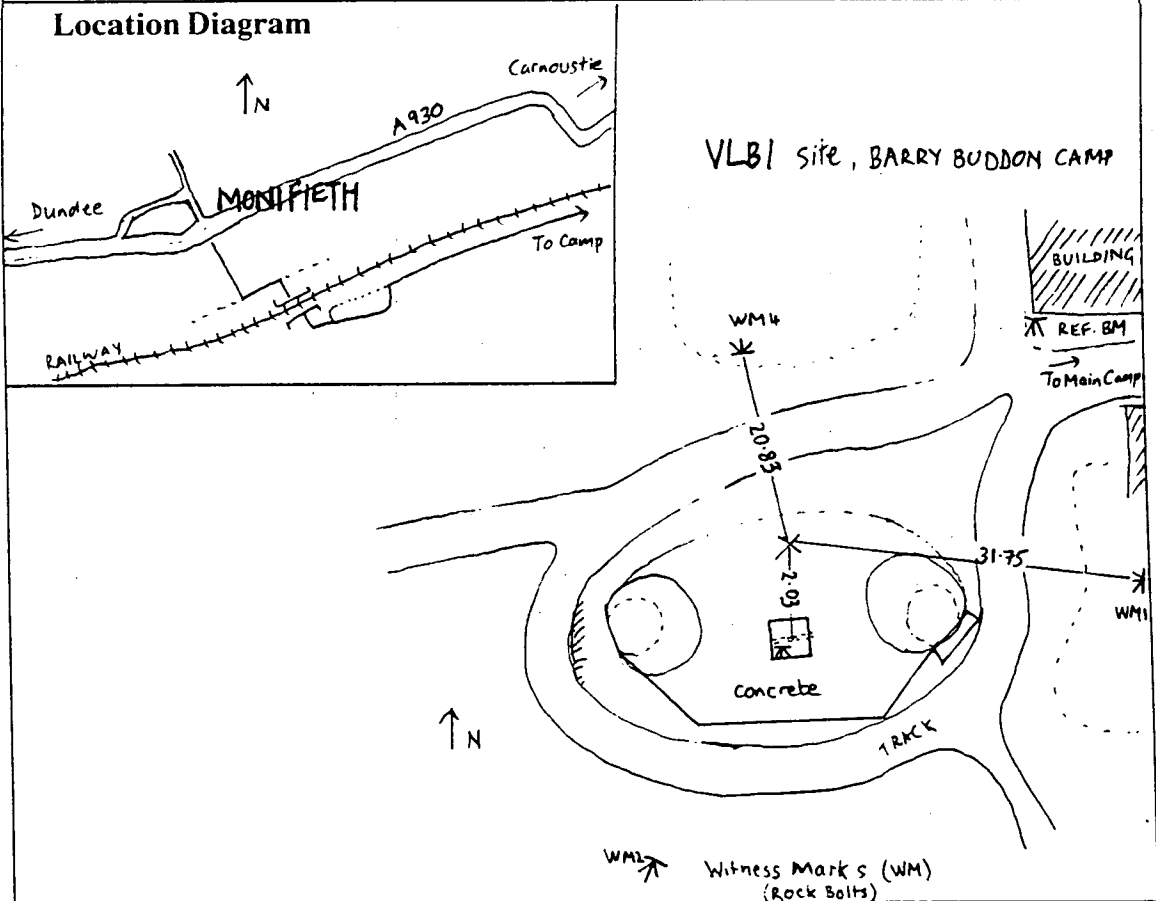 Location Diagram
N
Carnoustie
A930
MONIFIETH
Dundee
To Camp
RAILWAY
VLBI site, BARRY BUDDON CAMP
BUILDING
REF. BM
To Main Camp
WM4
20.83
31.75
WM1
2.03
concrete
TRACK
N
WM2
Witness Marks (WM)
(Rock Bolts)